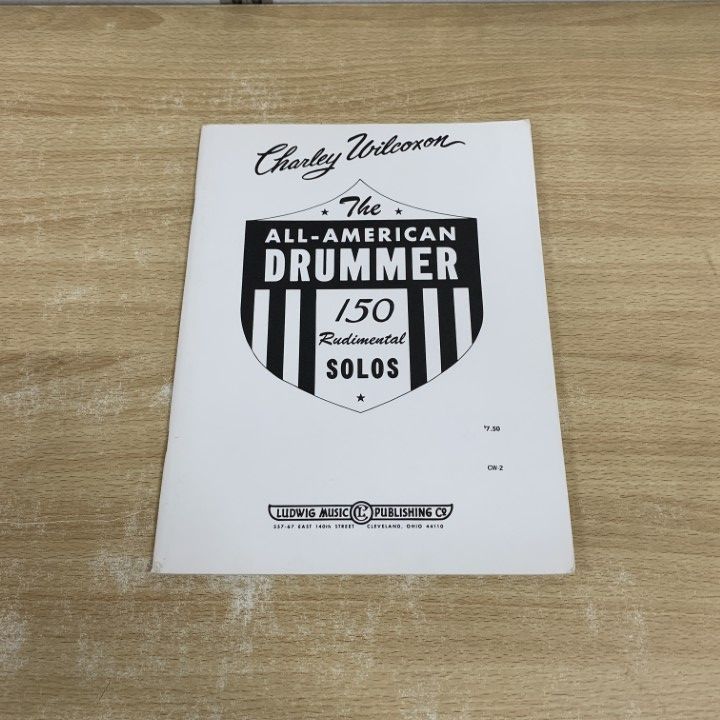 Charley Wilcoxon
The
ALL-AMERICAN
DRUMMER
150
Rudimental
SOLOS
$7.50
CW-2
LUDWIG MUSIC LC PUBLISHING CO
557-67 EAST 140th STREET CLEVELAND, OHIO 44110